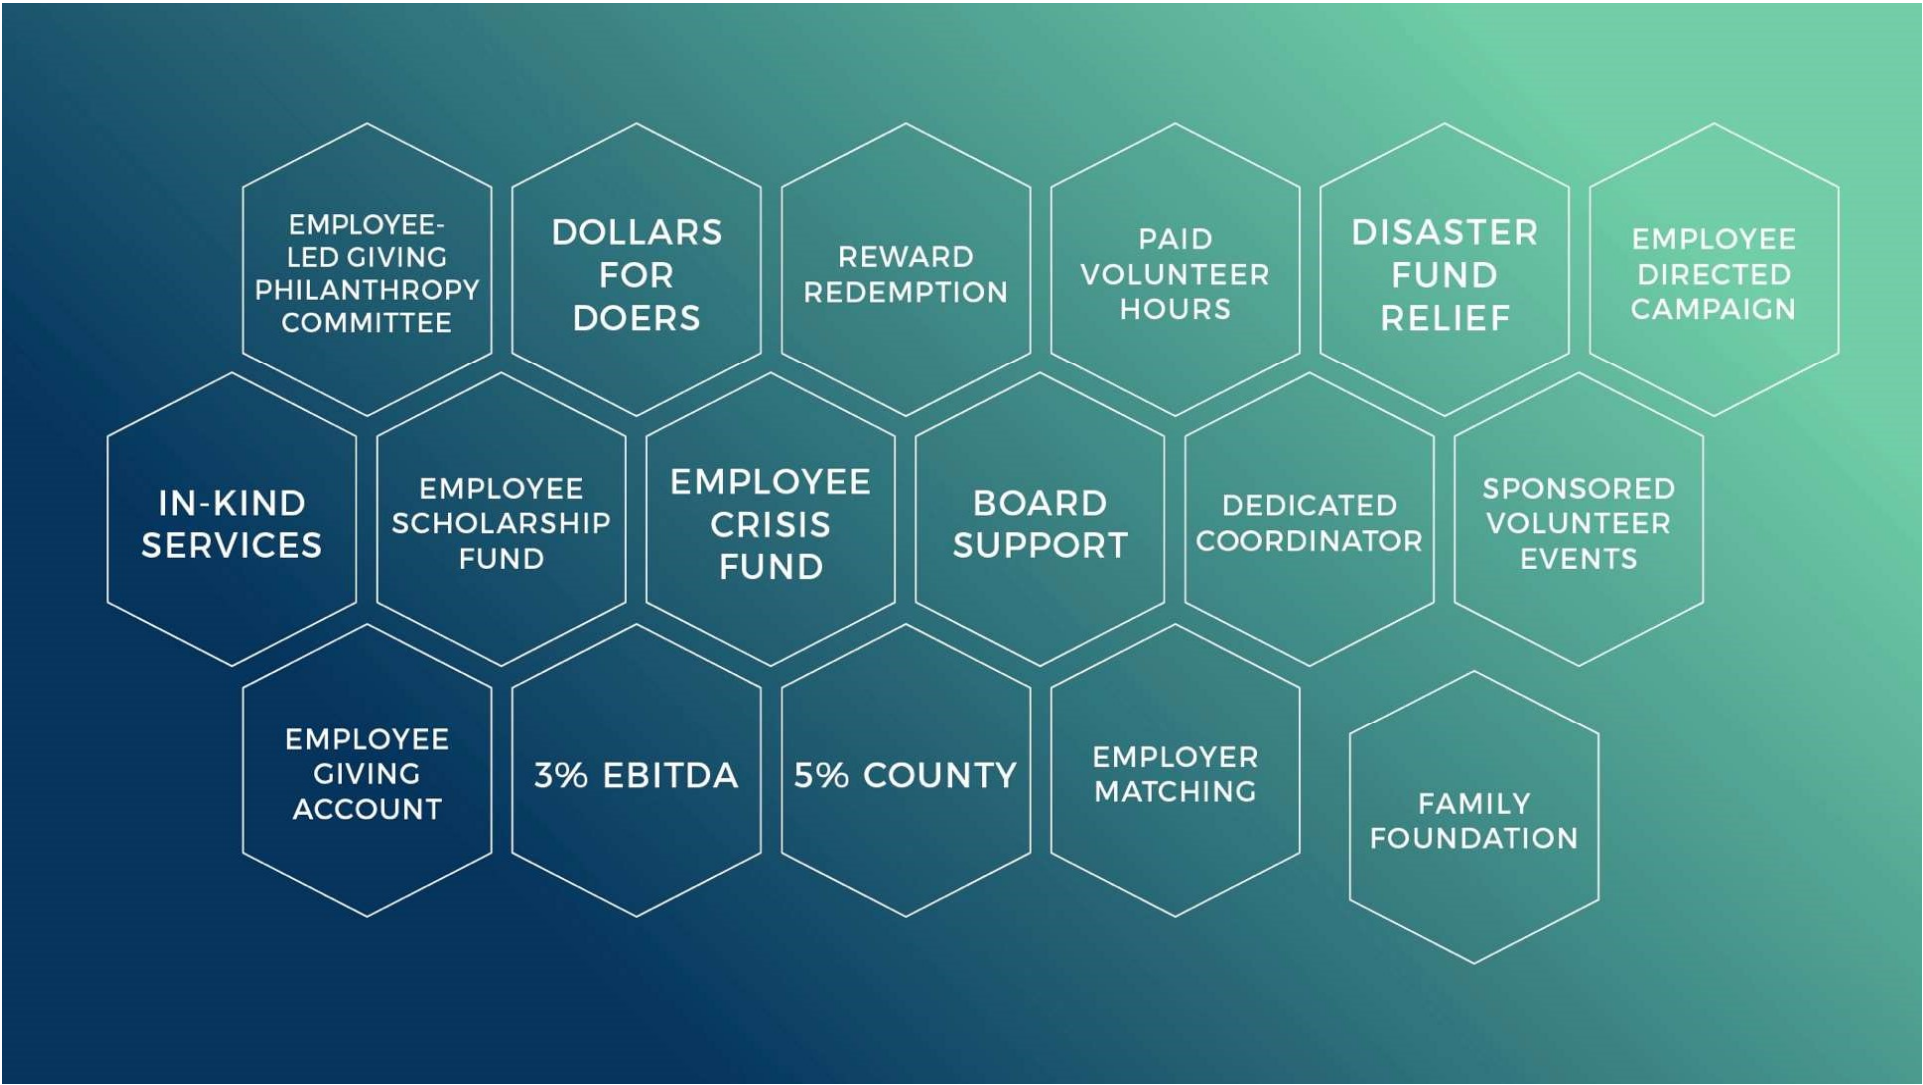 EMPLOYEE-
LED GIVING
PHILANTHROPY
COMMITTEE
DOLLARS
FOR
DOERS
REWARD
REDEMPTION
PAID
VOLUNTEER
HOURS
DISASTER
FUND
RELIEF
EMPLOYEE
DIRECTED
CAMPAIGN
IN-KIND
SERVICES
EMPLOYEE
SCHOLARSHIP
FUND
EMPLOYEE
CRISIS
FUND
BOARD
SUPPORT
DEDICATED
COORDINATOR
SPONSORED
VOLUNTEER
EVENTS
EMPLOYEE
GIVING
ACCOUNT
3% EBITDA
5% COUNTY
EMPLOYER
MATCHING
FAMILY
FOUNDATION